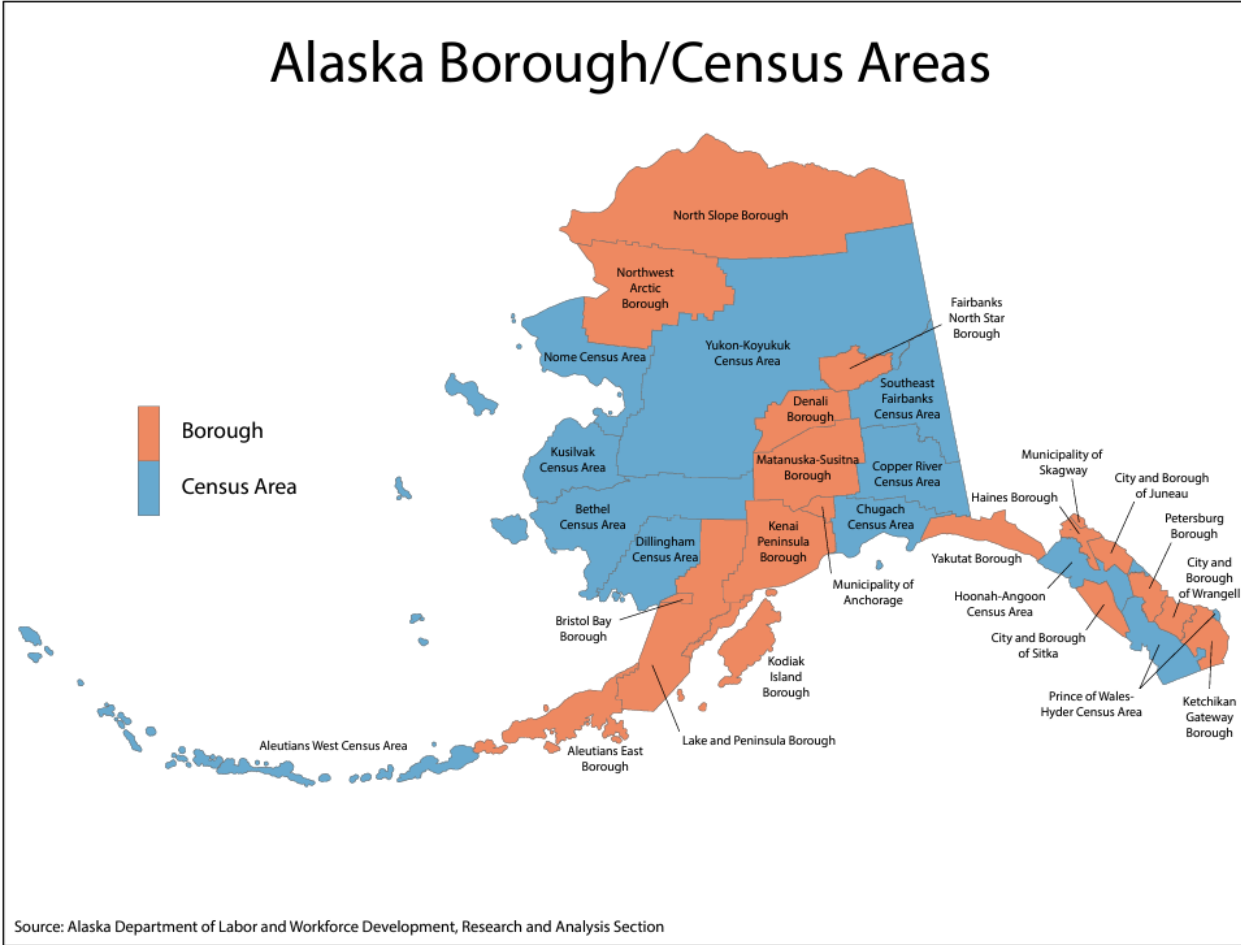 Alaska Borough/Census Areas
North Slope Borough
Northwest
Arctic
Borough
Fairbanks
North Star
Borough
Nome Census Area
Yukon-Koyukuk
Census Area
Southeast
Fairbanks
Census Area
Denali
Borough
Borough
Census Area
Kusilvak
Census Area
Matanuska-Susitna
Borough
Copper River
Census Area
Municipality of
Skagway
City and Borough
of Juneau
Haines Borough
Petersburg
Borough
Bethel
Census Area
Dillingham
Census Area
Kenai
Peninsula
Borough
Chugach
Census Area
Yakutat Borough
City and
Borough
of Wrangell
Municipality of
Anchorage
Hoonah-Angoon
Census Area
Bristol Bay
Borough
City and Borough
of Sitka
Kodiak
Island
Borough
Prince of Wales-
Hyder Census Area
Ketchikan
Gateway
Borough
Aleutians West Census Area
Aleutians East
Borough
Lake and Peninsula Borough
Source: Alaska Department of Labor and Workforce Development, Research and Analysis Section